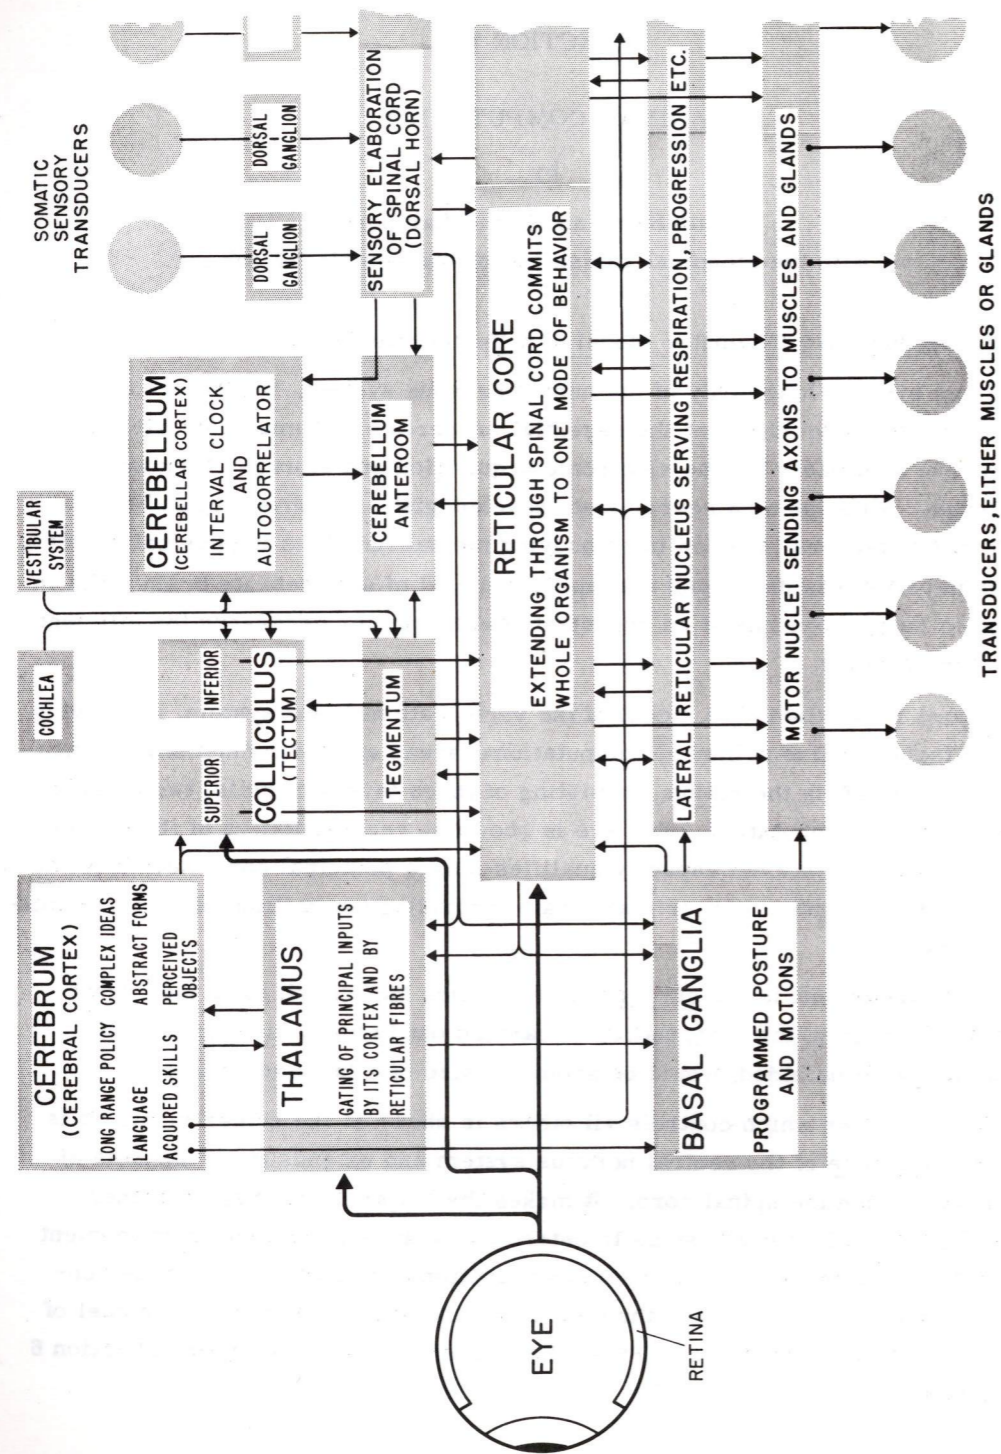 SOMATIC
SENSORY
TRANSDUCERS
VESTIBULAR
SYSTEM
COCHLEA
DORSAL
GANGLION
DORSAL
GANGLION
CEREBRUM
(CEREBRAL CORTEX)
LONG RANGE POLICY COMPLEX IDEAS
LANGUAGE ABSTRACT FORMS
ACQUIRED SKILLS PERCEIVED
OBJECTS
SUPERIOR
INFERIOR
COLLICULUS
(TECTUM)
CEREBELLUM
(CEREBELLAR CORTEX)
INTERVAL CLOCK
AND
AUTOCORRELATOR
SENSORY ELABORATION
OF SPINAL CORD
(DORSAL HORN)
THALAMUS
GATING OF PRINCIPAL INPUTS
BY ITS CORTEX AND BY
RETICULAR FIBRES
TEGMENTUM
CEREBELLUM
ANTEROOM
EYE
RETINA
RETICULAR CORE
EXTENDING THROUGH SPINAL CORD COMMITS
WHOLE ORGANISM TO ONE MODE OF BEHAVIOR
BASAL GANGLIA
PROGRAMMED POSTURE
AND MOTIONS
LATERAL RETICULAR NUCLEUS SERVING RESPIRATION, PROGRESSION ETC.
MOTOR NUCLEI SENDING AXONS TO MUSCLES AND GLANDS
TRANSDUCERS, EITHER MUSCLES OR GLANDS